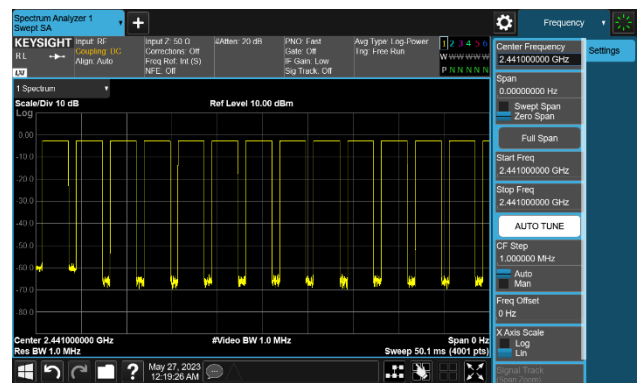 Spectrum Analyzer 1
Swept SA
+
Frequency
KEYSIGHT
RL
LW
Input: RF
Coupling: DC
Align: Auto
Input Z: 50 Ω
Corrections: Off
Freq Ref: Int (S)
NFE: Off
#Atten: 20 dB
PNO: Fast
Gate: Off
IF Gain: Low
Sig Track: Off
Avg Type: Log-Power
Trig: Free Run
1 2 3 4 5 6
W W W W W W
P N N N N N
Center Frequency
2.441000000 GHz
Settings
Span
0.00000000 Hz
Swept Span
Zero Span
Full Span
Start Freq
2.441000000 GHz
Stop Freq
2.441000000 GHz
AUTO TUNE
CF Step
1.000000 MHz
Auto
Man
Freq Offset
0 Hz
X Axis Scale
Log
Lin
Signal Track
(Span Zoom)
1 Spectrum
Scale/Div 10 dB
Ref Level 10.00 dBm
Log
0.00
-10.0
-20.0
-30.0
-40.0
-50.0
-60.0
-70.0
-80.0
Center 2.441000000 GHz
#Video BW 1.0 MHz
Span 0 Hz
Res BW 1.0 MHz
Sweep 50.1 ms (4001 pts)
?
May 27, 2023
12:19:26 AM